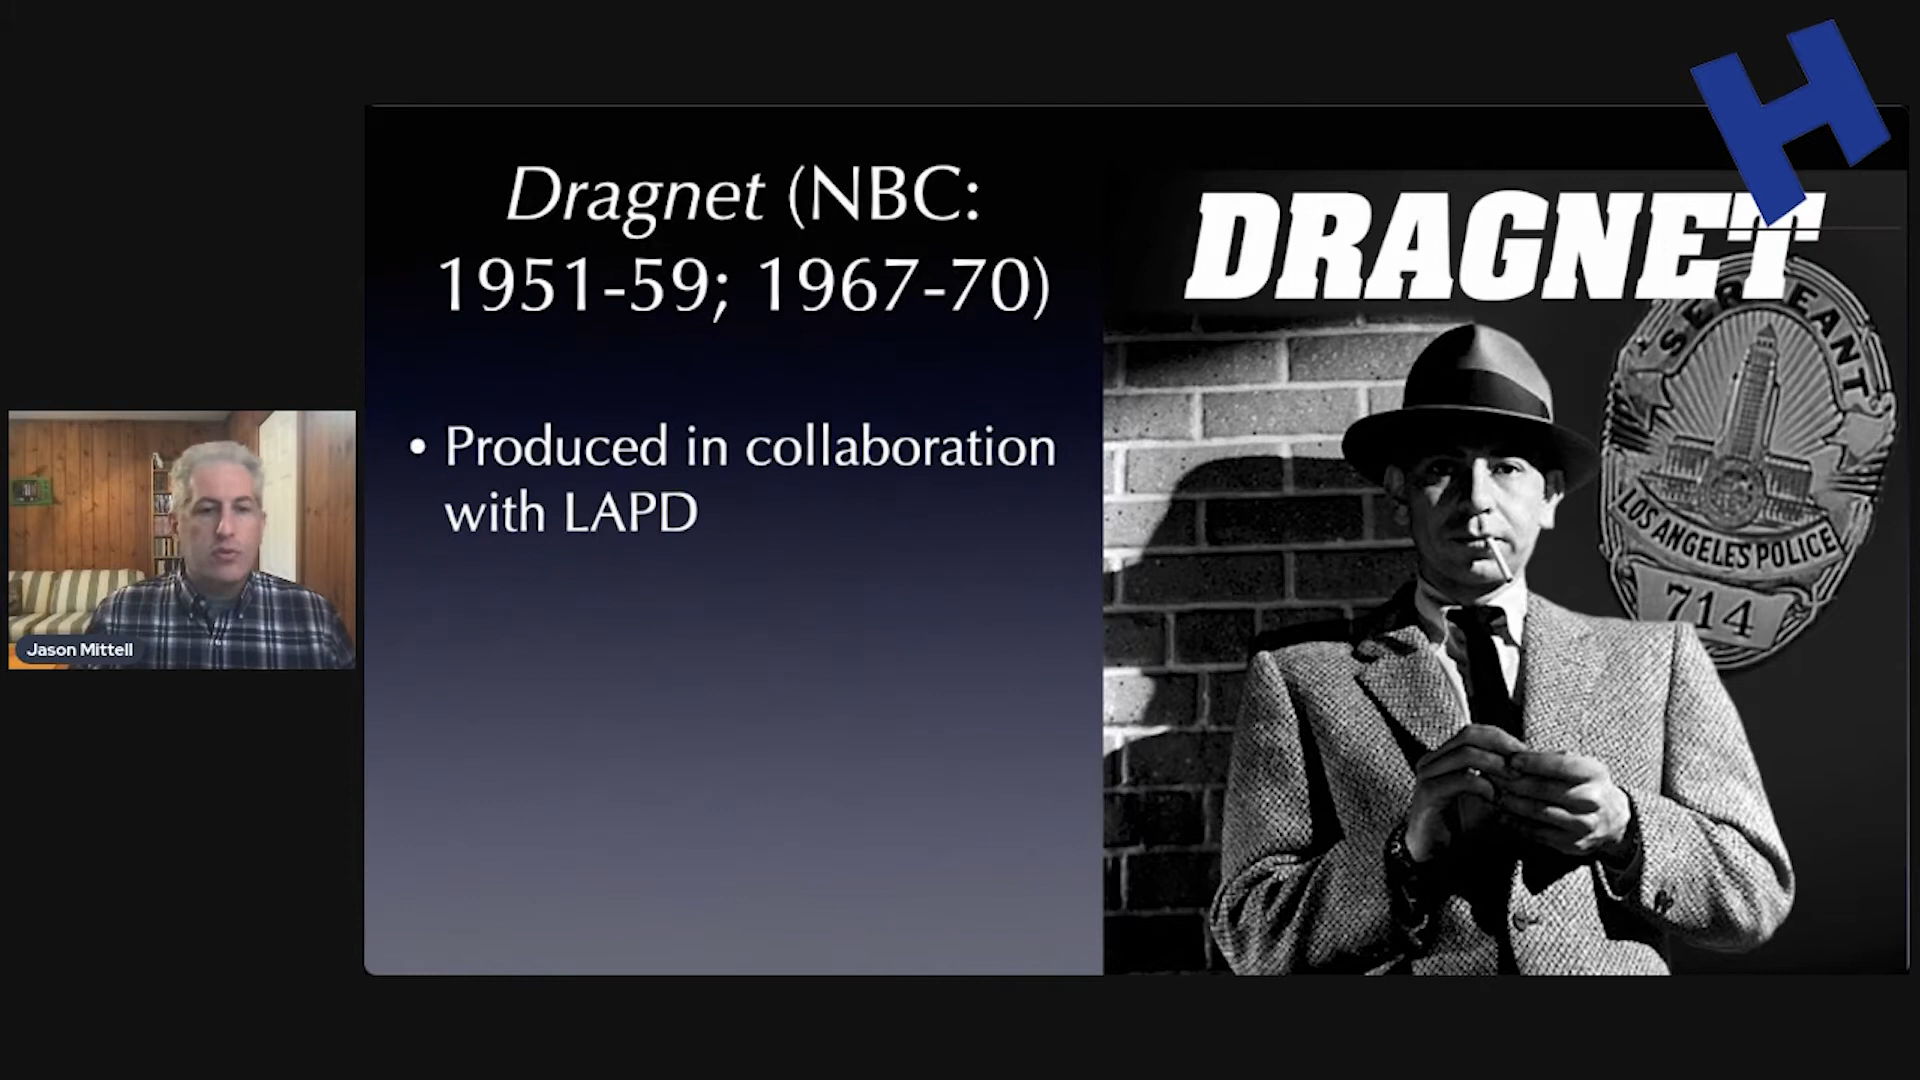 Dragnet (NBC:
1951-59; 1967-70)
• Produced in collaboration
with LAPD
H
DRAGNET
SERGEANT
LOS ANGELES POLICE
714
Jason Mittell